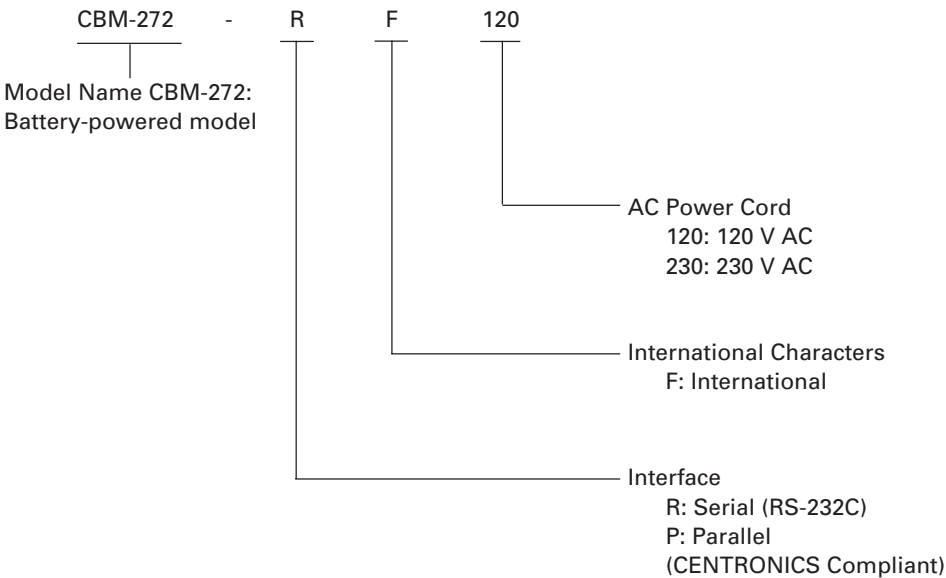 CBM-272 - R F 120
Model Name CBM-272:
Battery-powered model
AC Power Cord
120: 120 V AC
230: 230 V AC
International Characters
F: International
Interface
R: Serial (RS-232C)
P: Parallel
(CENTRONICS Compliant)